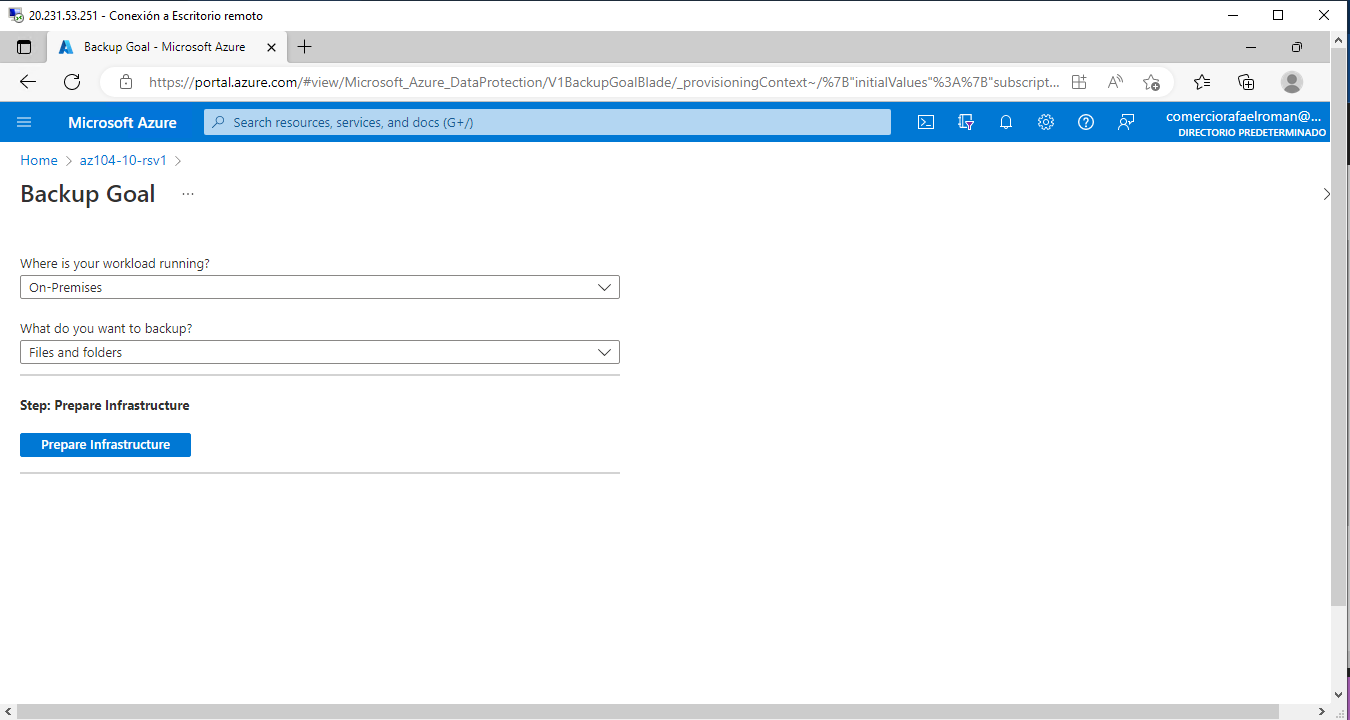 20.231.53.251 - Conexión a Escritorio remoto
Backup Goal - Microsoft Azure
https://portal.azure.com/#view/Microsoft_Azure_DataProtection/V1BackupGoalBlade/_provisioningContext~/%7B"initialValues"%3A%7B"subscript...
Microsoft Azure
Search resources, services, and docs (G+/)
comerciorafaelroman@...
DIRECTORIO PREDETERMINADO
Home > az104-10-rsv1 >
Backup Goal ...
Where is your workload running?
On-Premises
What do you want to backup?
Files and folders
Step: Prepare Infrastructure
Prepare Infrastructure